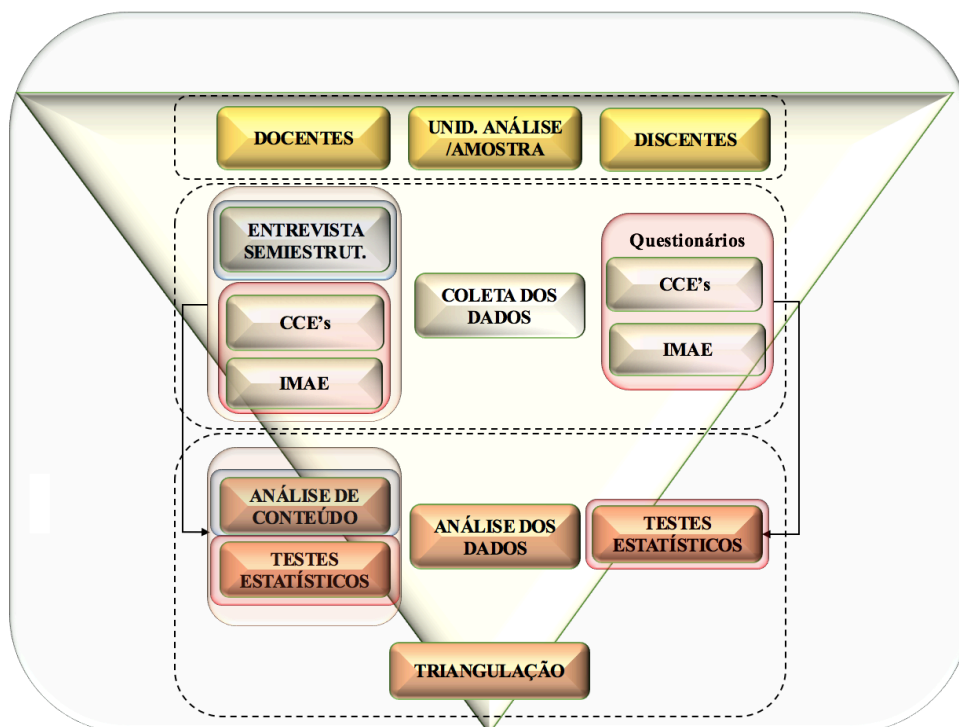 DOCENTES
UNID. ANÁLISE
/AMOSTRA
DISCENTES
ENTREVISTA
SEMIESTRUT.
CCE’s
IMAE
COLETA DOS
DADOS
Questionários
CCE’s
IMAE
ANÁLISE DE
CONTEÚDO
TESTES
ESTATÍSTICOS
ANÁLISE DOS
DADOS
TESTES
ESTATÍSTICOS
TRIANGULAÇÃO